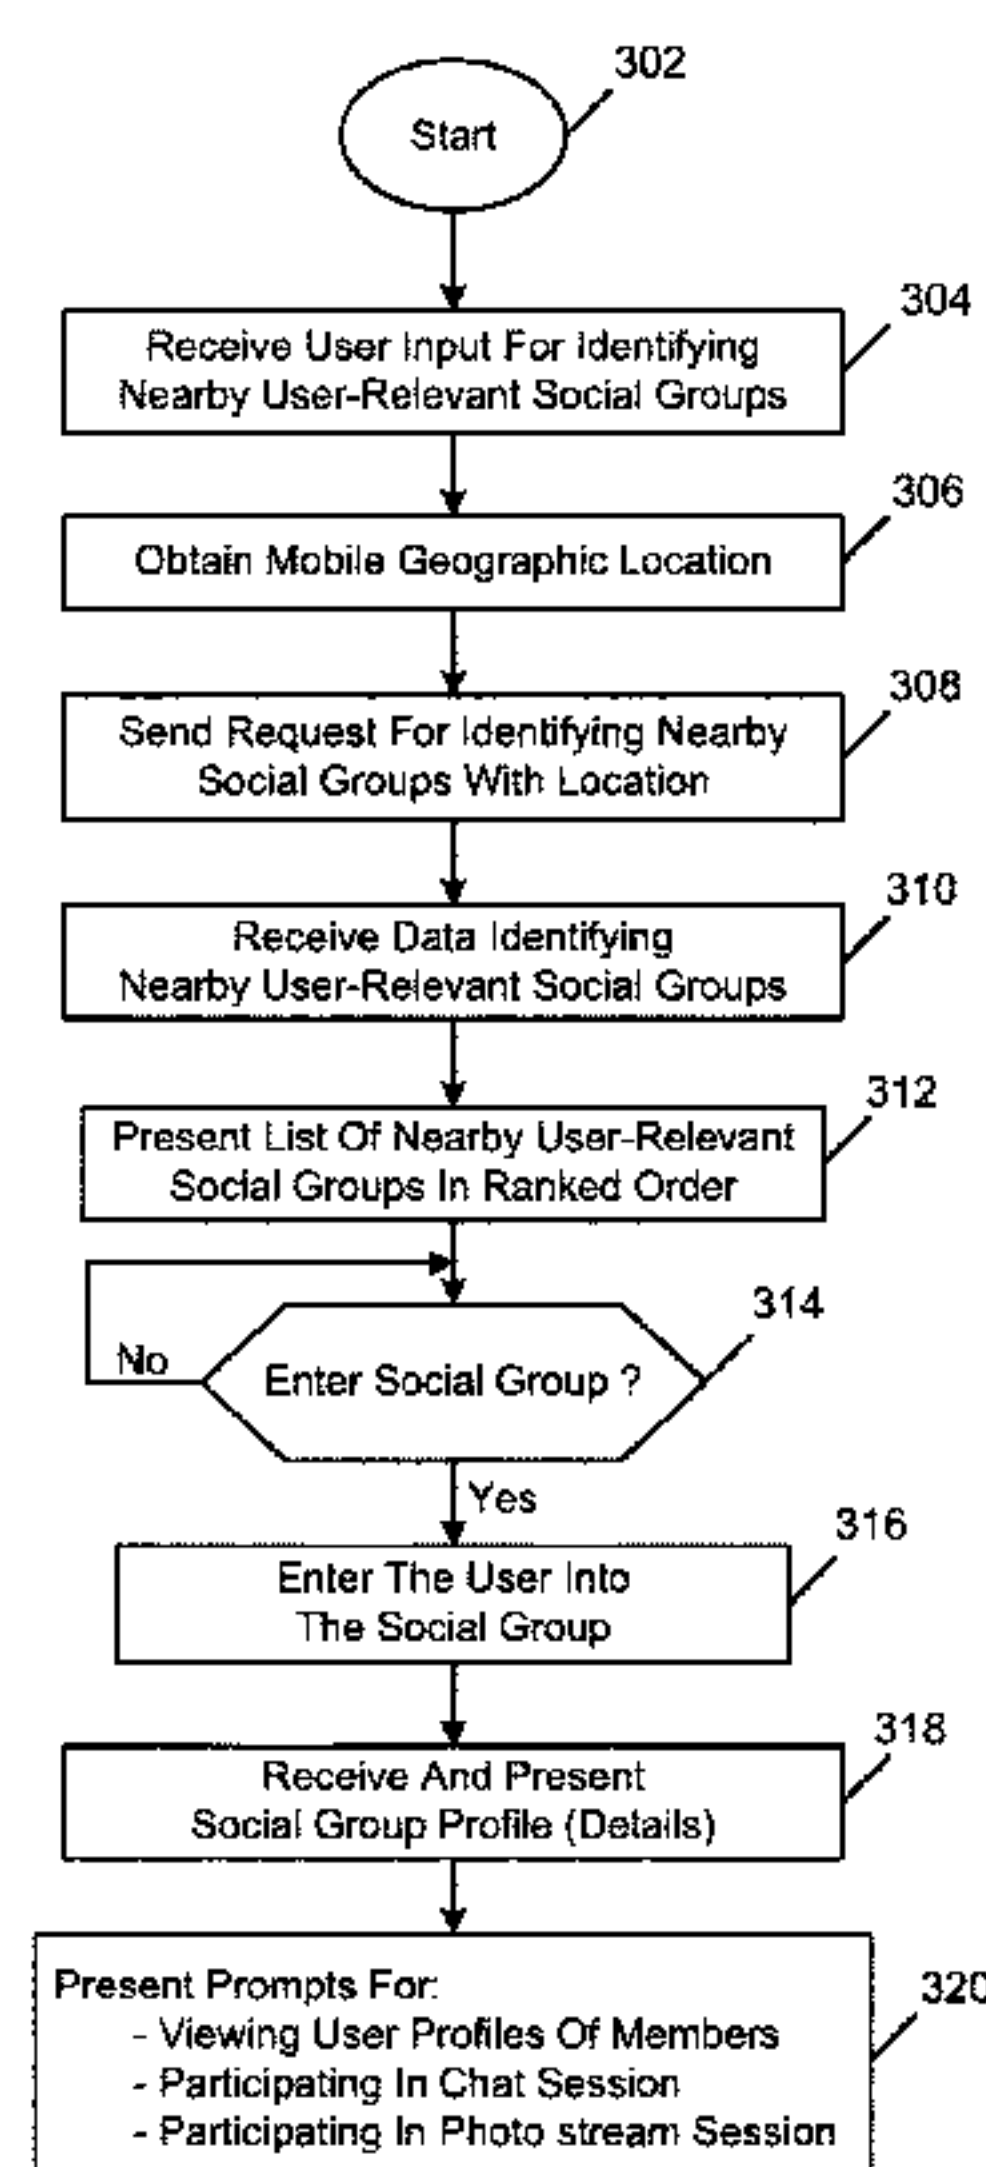 302
Start
304
Receive User Input For Identifying
Nearby User-Relevant Social Groups
306
Obtain Mobile Geographic Location
308
Send Request For Identifying Nearby
Social Groups With Location
310
Receive Data Identifying
Nearby User-Relevant Social Groups
312
Present List Of Nearby User-Relevant
Social Groups In Ranked Order
314
No
Enter Social Group ?
Yes
316
Enter The User Into
The Social Group
318
Receive And Present
Social Group Profile (Details)
320
Present Prompts For:
- Viewing User Profiles Of Members
- Participating In Chat Session
- Participating In Photo stream Session